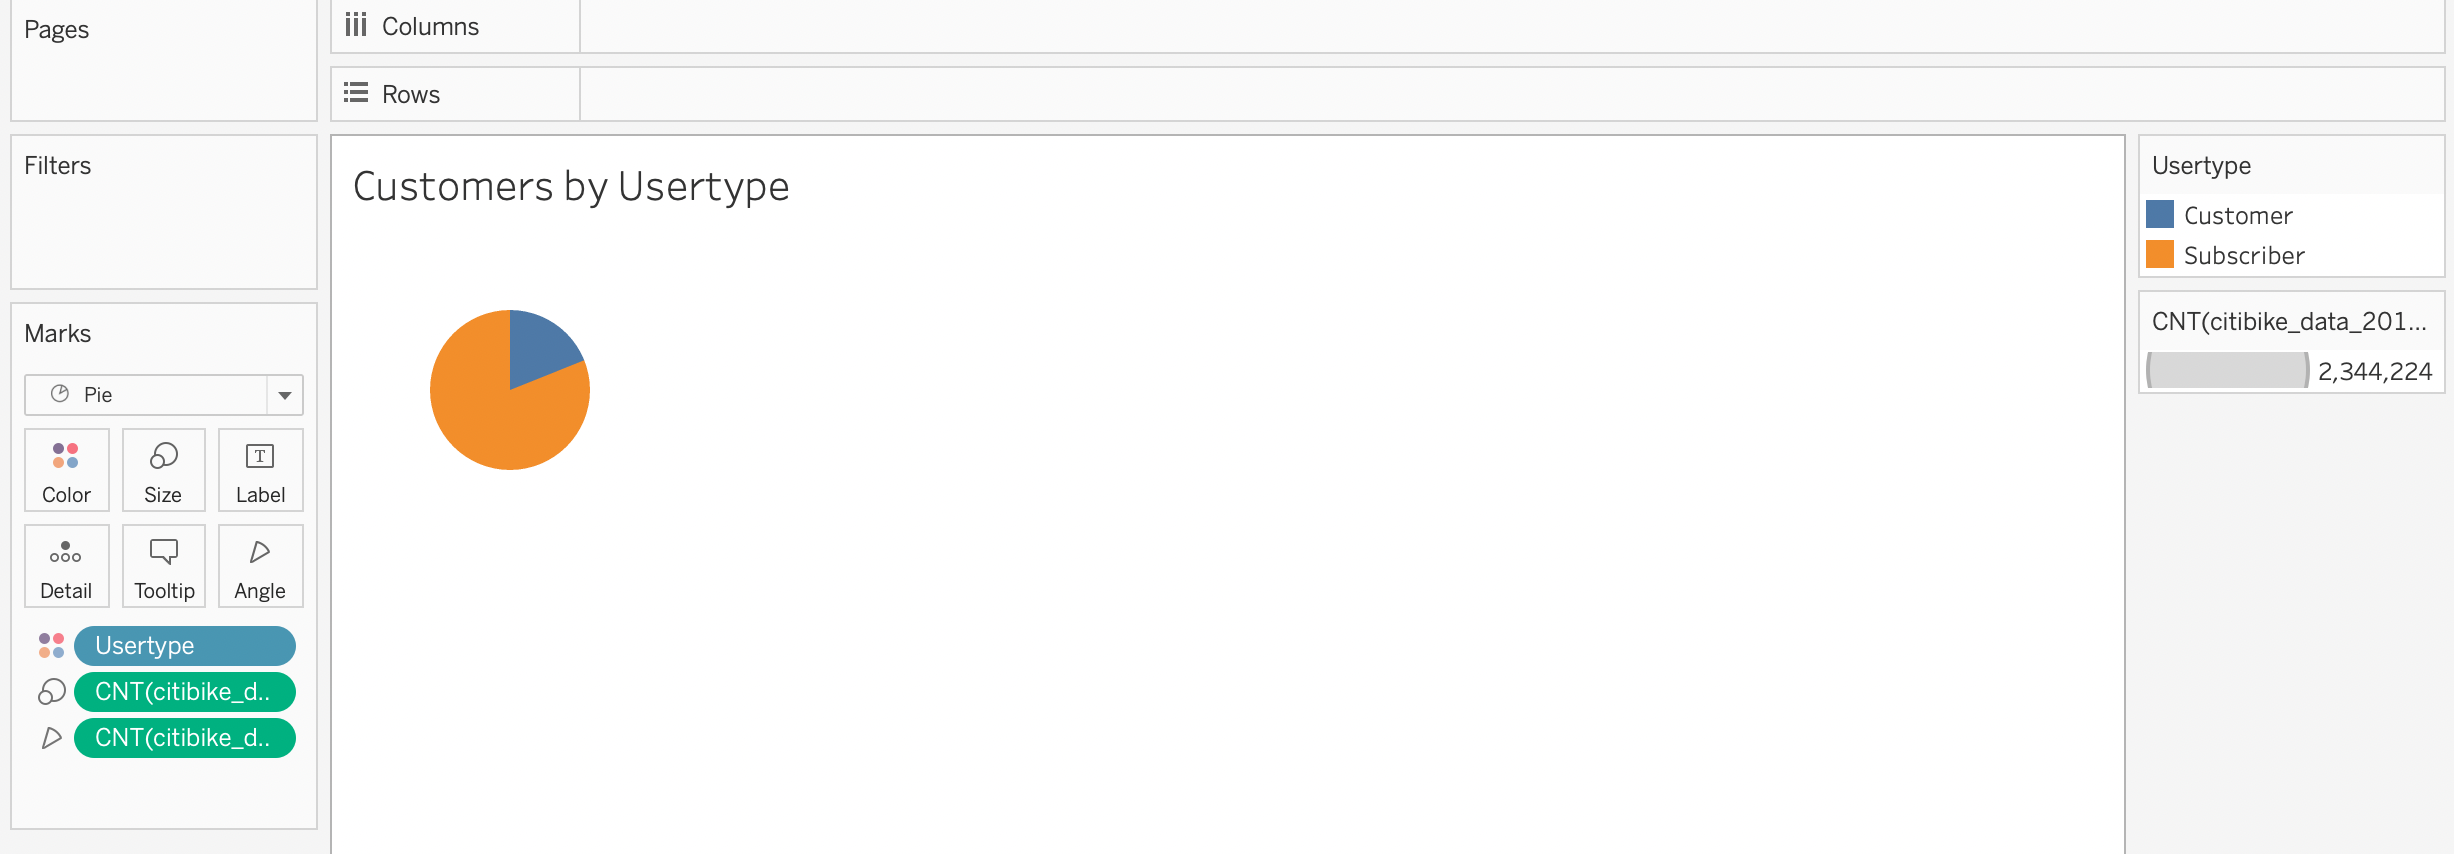 Pages
Columns
Rows
Filters
Customers by Usertype
Usertype
Customer
Subscriber
CNT(citibike_data_201...
2,344,224
Marks
Pie
Color
Size
T
Label
Detail
Tooltip
Angle
Usertype
CNT(citibike_d..
CNT(citibike_d..